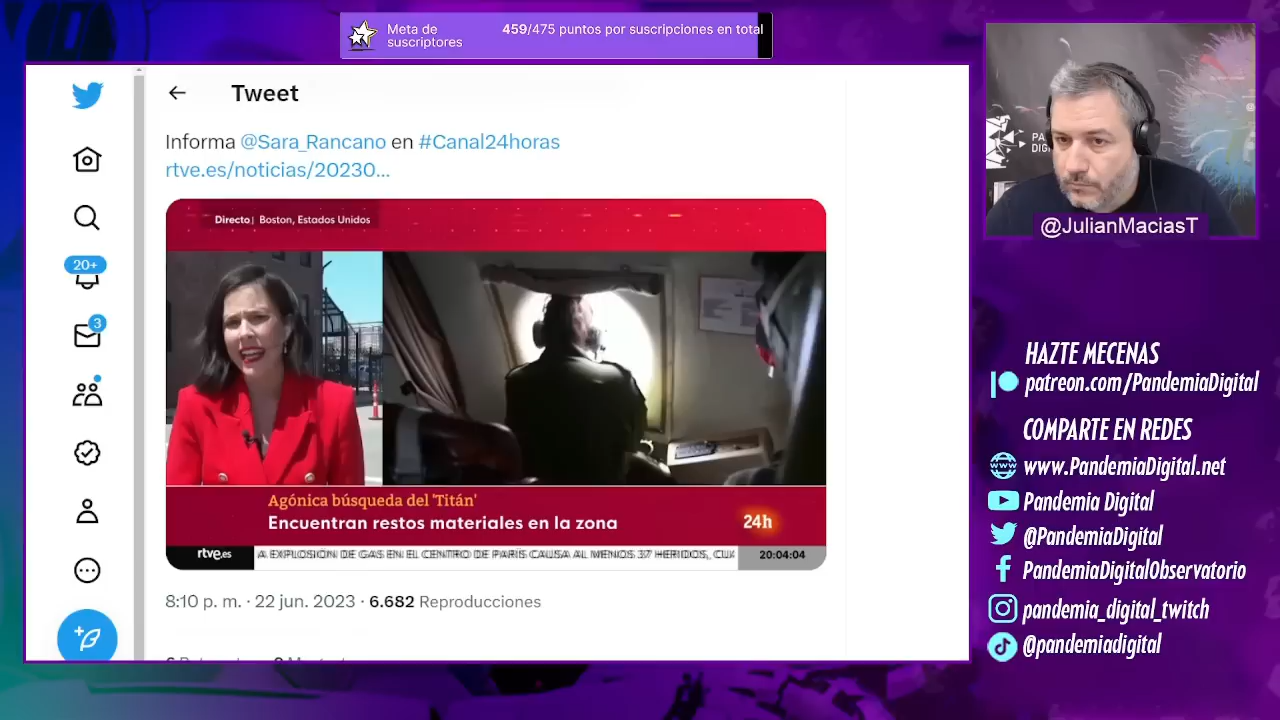 Meta de
suscriptores
459/475 puntos por suscripciones en total
Tweet
Informa @Sara_Rancano en #Canal24horas
rtve.es/noticias/20230...
Directo| Boston, Estados Unidos
20+
3
Agónica búsqueda del 'Titán'
Encuentran restos materiales en la zona
24h
rtve.es
A EXPLOSIÓN DE GAS EN EL CENTRO DE PARÍS CAUSA AL MENOS 37 HERIDOS,
20:04:04
8:10 p. m. · 22 jun. 2023 · 6.682 Reproducciones
@JulianMaciasT
HAZTE MECENAS
patreon.com/PandemiaDigital
COMPARTE EN REDES
www.PandemiaDigital.net
Pandemia Digital
@PandemiaDigital
PandemiaDigitalObservatorio
pandemia_digital_twitch
@pandemiadigital